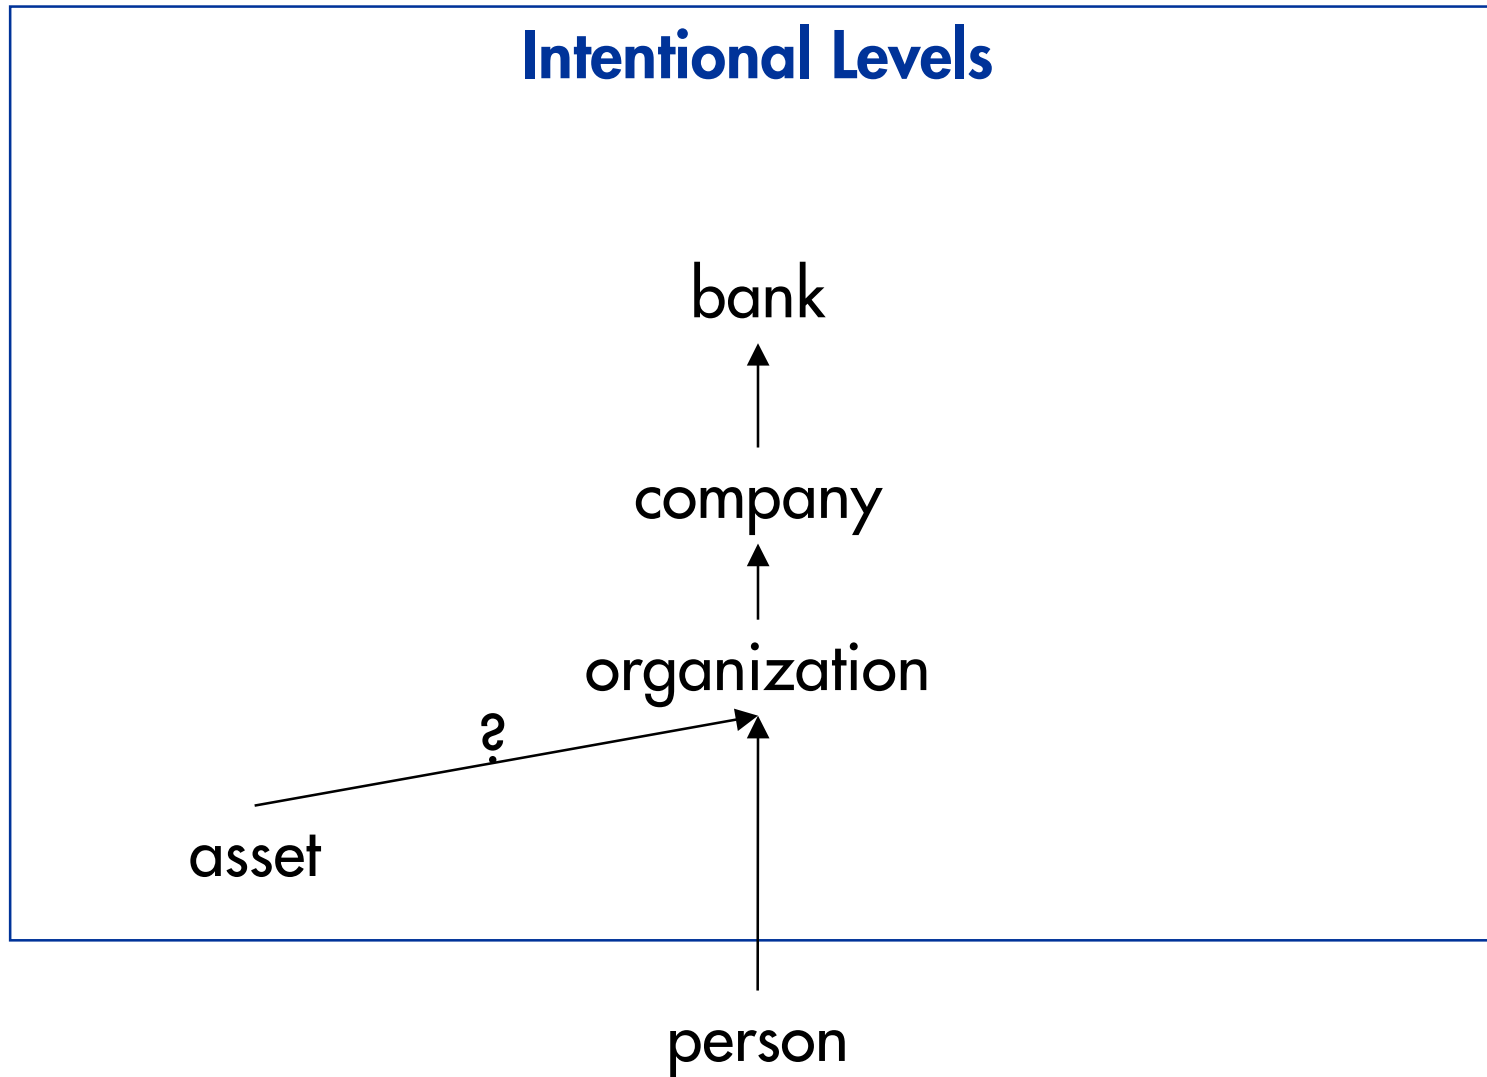 Intentional Levels
bank
company
organization
?
asset
person